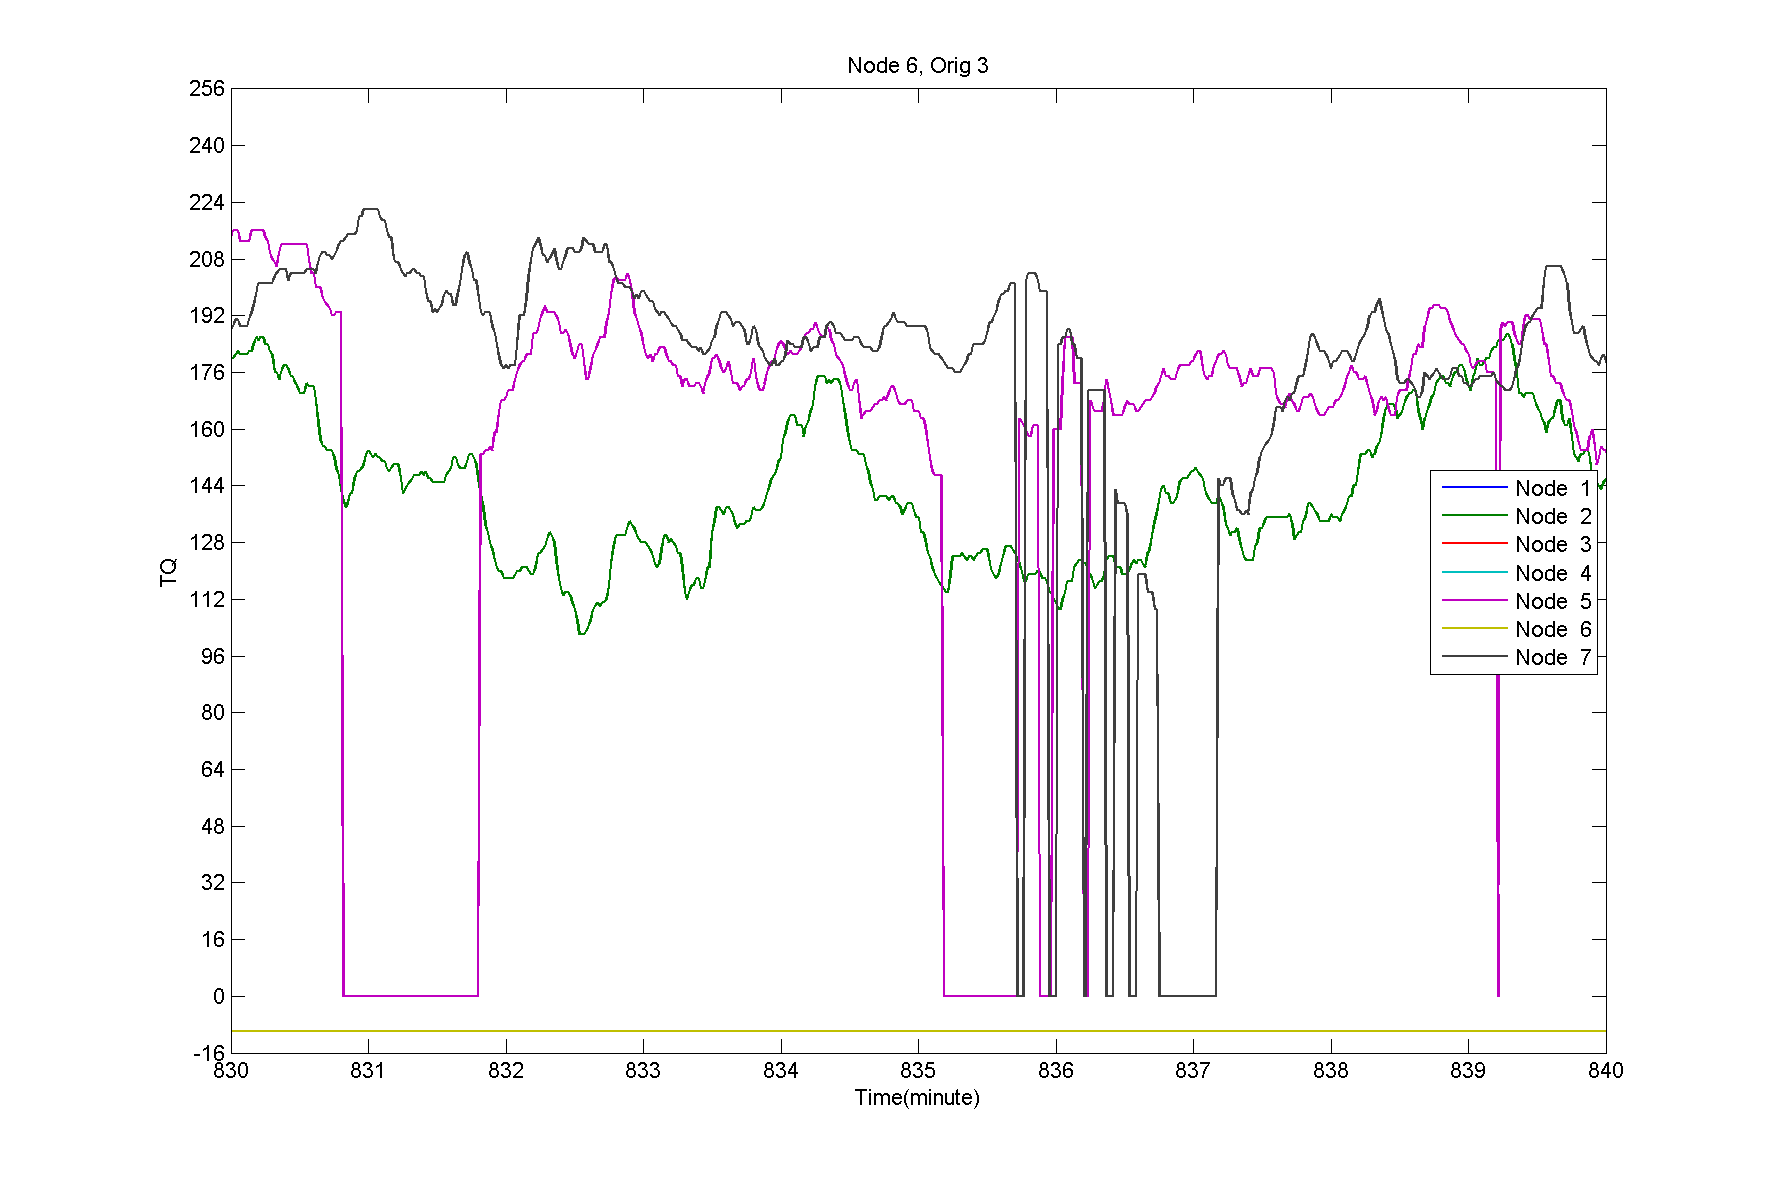 Node 6, Orig 3
256
240
224
208
192
176
160
144
128
112
96
80
64
48
32
16
0
-16
TQ
830 831 832 833 834 835 836 837 838 839 840
Time(minute)
Node 1
Node 2
Node 3
Node 4
Node 5
Node 6
Node 7